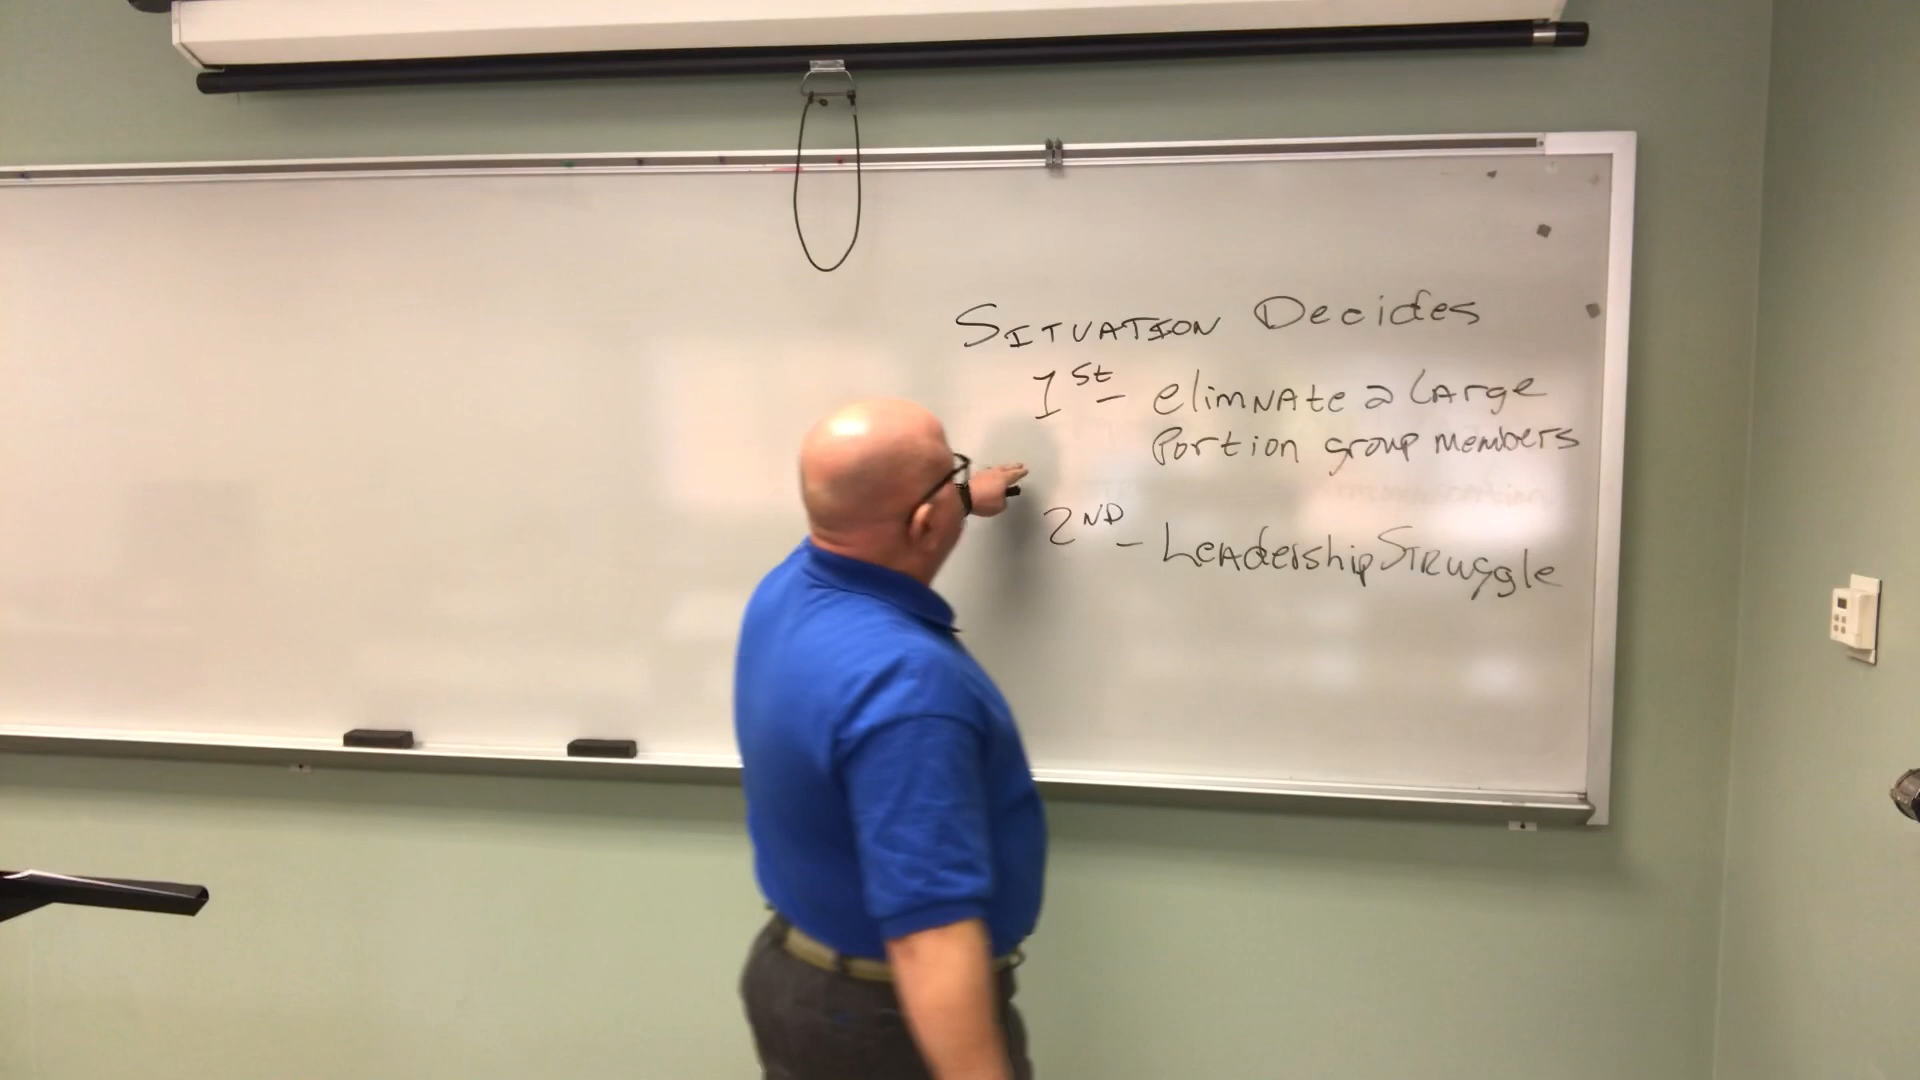 SITUATION Decides
1st - elimNAte a LArge
Portion group members
2ND - LeAdership STRuggle